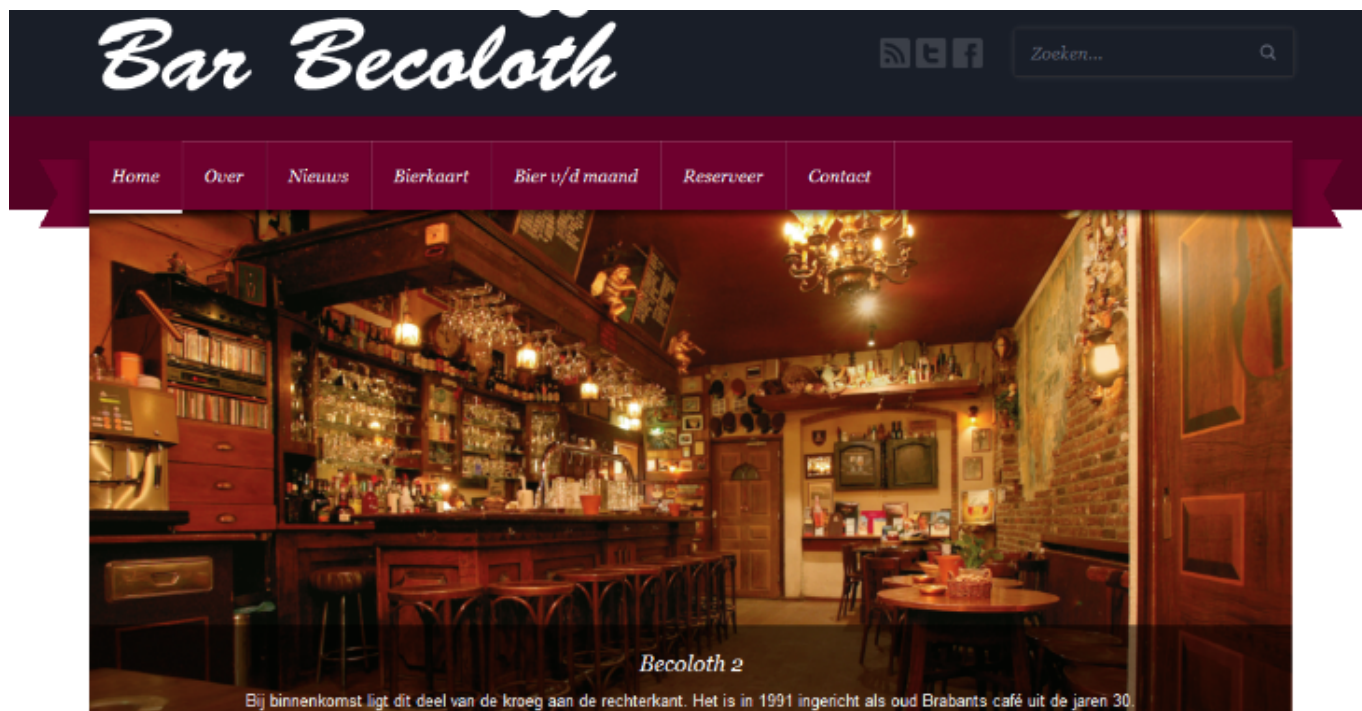 Bar Becoloth
Zoeken...
Home Over Nieuws Bierkaart Bier v/d maand Reserveer Contact
Becoloth 2
Bij binnenkomst ligt dit deel van de kroeg aan de rechterkant. Het is in 1991 ingericht als oud Brabants café uit de jaren 30.